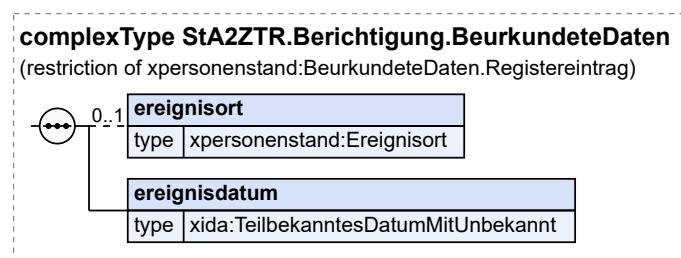 complexType StA2ZTR.Berichtigung.BeurkundeteDaten
(restriction of xpersonenstand:BeurkundeteDaten.Registereintrag)
0..1
ereignisort
type xpersonenstand:Ereignisort
ereignisdatum
type xida:TeilbekanntesDatumMitUnbekannt